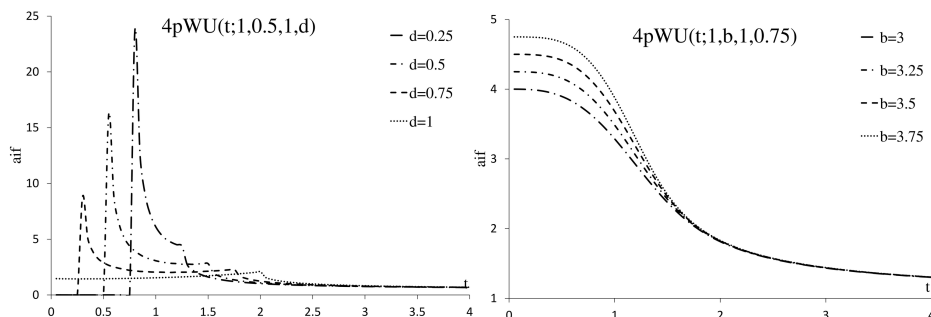 4pWU(t;1,0.5,1,d)
d=0.25
d=0.5
d=0.75
d=1
aif
25
20
15
10
5
0
0 0.5 1 1.5 2 2.5 3 3.5 4
t
4pWU(t;1,b,1,0.75)
b=3
b=3.25
b=3.5
b=3.75
aif
5
4
3
2
1
0 1 2 3 4
t